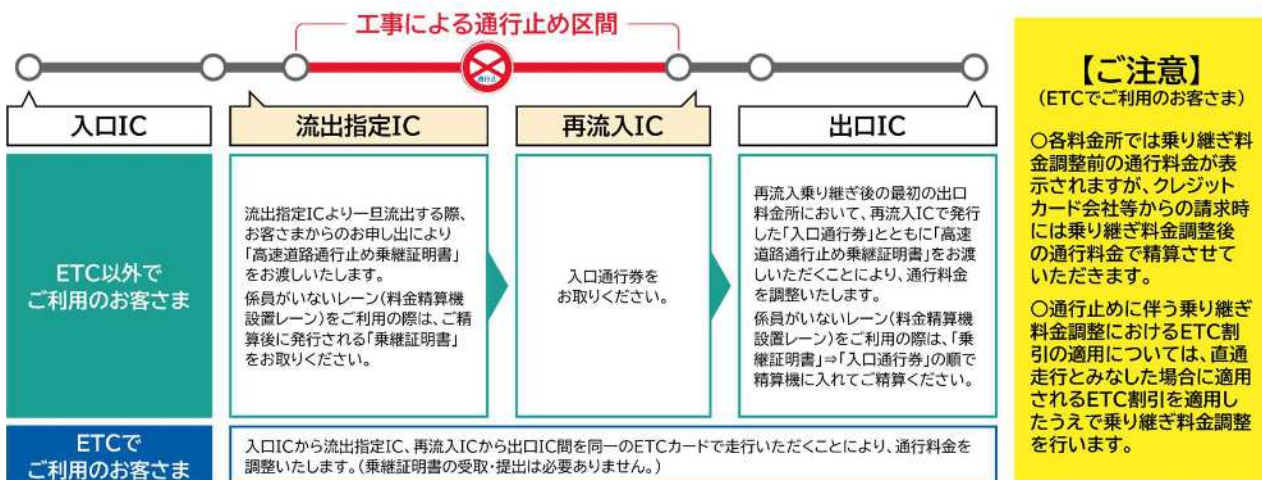 工事による通行止め区間
通行止
入口IC
流出指定IC
再流入IC
出口IC
ETC以外で
ご利用のお客さま
流出指定ICより一旦流出する際、
お客さまからのお申し出により
「高速道路通行止め乗継証明書」
をお渡しいたします。
係員がいないレーン(料金精算機
設置レーン)をご利用の際は、ご精
算後に発行される「乗継証明書」
をお取りください。
入口通行券を
お取りください。
再流入乗り継ぎ後の最初の出口
料金所において、再流入ICで発行
した「入口通行券」とともに「高速
道路通行止め乗継証明書」をお渡
しいただくことにより、通行料金
を調整いたします。
係員がいないレーン(料金精算機
設置レーン)をご利用の際は、「乗
継証明書」⇒「入口通行券」の順で
精算機に入れてご精算ください。
ETCで
ご利用のお客さま
入口ICから流出指定IC、再流入ICから出口IC間を同一のETCカードで走行いただくことにより、通行料金を
調整いたします。(乗継証明書の受取・提出は必要ありません。)
【ご注意】
(ETCでご利用のお客さま)
○各料金所では乗り継ぎ料
金調整前の通行料金が表
示されますが、クレジット
カード会社等からの請求時
には乗り継ぎ料金調整後
の通行料金で精算させて
いただきます。
○通行止めに伴う乗り継ぎ
料金調整におけるETC割
引の適用については、直通
走行とみなした場合に適用
されるETC割引を適用し
たうえで乗り継ぎ料金調整
を行います。